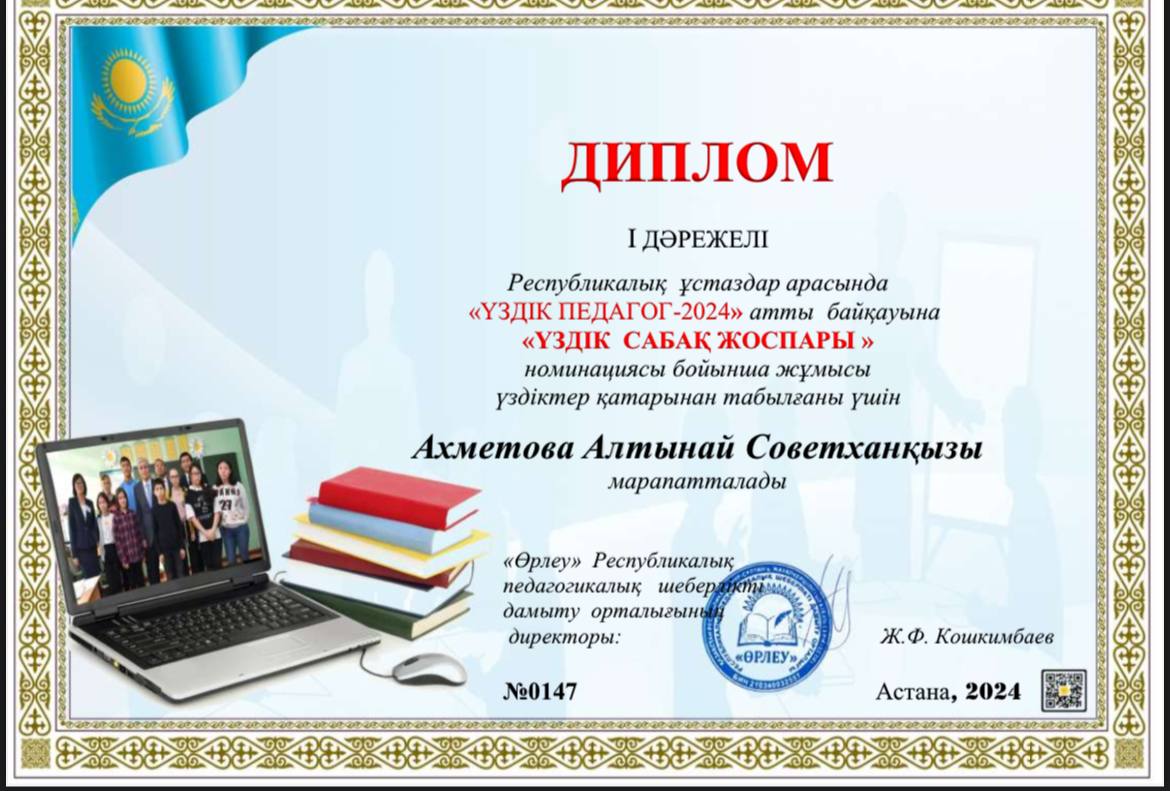 ДИПЛОМ
І ДӘРЕЖЕЛІ
Республикалық ұстаздар арасында
«ҮЗДІК ПЕДАГОГ-2024» атты байқауына
«ҮЗДІК САБАҚ ЖОСПАРЫ »
номинациясы бойынша жұмысы
үздіктер қатарынан табылғаны үшін
Ахметова Алтынай Советханқызы
марапатталады
«Өрлеу» Республикалық
педагогикалық шеберлікті
дамыту орталығының
директоры:
«ӨРЛЕУ»
Ж.Ф. Кошкимбаев
№0147
Астана, 2024